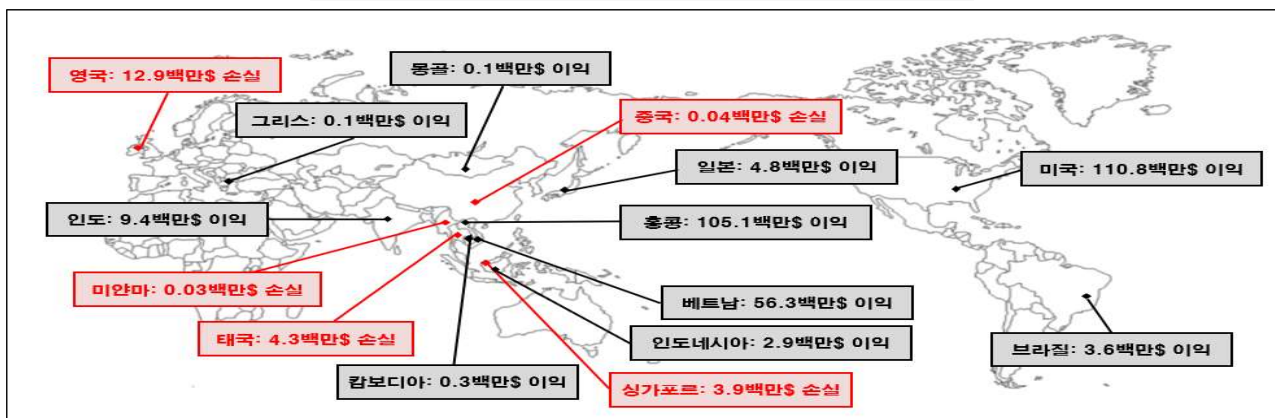 몽골: 0.1백만$ 이익
영국: 12.9백만$ 손실
그리스: 0.1백만$ 이익
중국: 0.04백만$ 손실
일본: 4.8백만$ 이익
미국: 110.8백만$ 이익
인도: 9.4백만$ 이익
홍콩: 105.1백만$ 이익
미얀마: 0.03백만$ 손실
베트남: 56.3백만$ 이익
태국: 4.3백만$ 손실
인도네시아: 2.9백만$ 이익
브라질: 3.6백만$ 이익
캄보디아: 0.3백만$ 이익
싱가포르: 3.9백만$ 손실